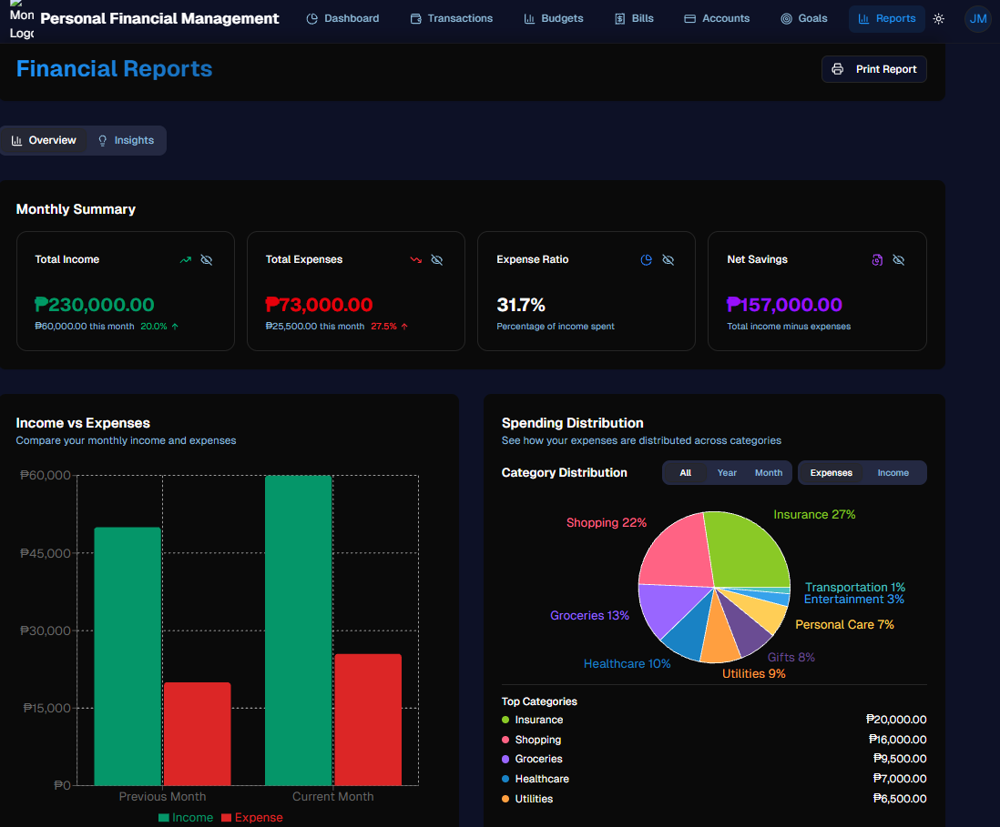 Mon
Logo
Personal Financial Management
Dashboard
Transactions
Budgets
Bills
Accounts
Goals
Reports
JM
Financial Reports
Print Report
Overview
Insights
Monthly Summary
Total Income
₱230,000.00
₱60,000.00 this month 20.0% ↑
Total Expenses
₱73,000.00
₱25,500.00 this month 27.5% ↑
Expense Ratio
31.7%
Percentage of income spent
Net Savings
₱157,000.00
Total income minus expenses
Income vs Expenses
Compare your monthly income and expenses
₱60,000
₱45,000
₱30,000
₱15,000
₱0
Previous Month
Current Month
Income
Expense
Spending Distribution
See how your expenses are distributed across categories
Category Distribution
All
Year
Month
Expenses
Income
Insurance 27%
Shopping 22%
Transportation 1%
Entertainment 3%
Groceries 13%
Personal Care 7%
Gifts 8%
Healthcare 10%
Utilities 9%
Top Categories
Insurance ₱20,000.00
Shopping ₱16,000.00
Groceries ₱9,500.00
Healthcare ₱7,000.00
Utilities ₱6,500.00